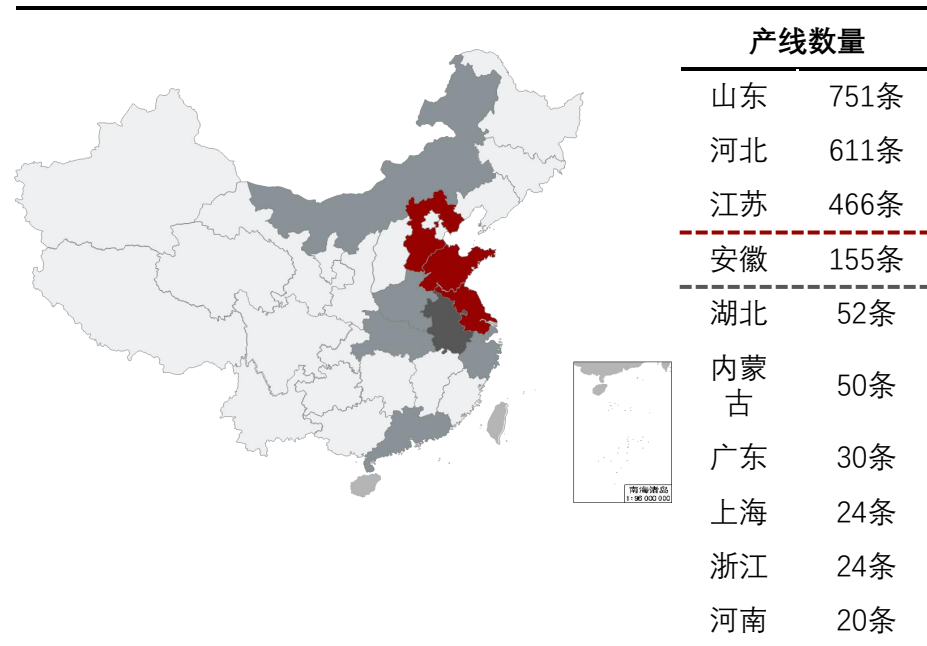 产线数量
山东 751条
河北 611条
江苏 466条
安徽 155条
湖北 52条
内蒙
古 50条
广东 30条
上海 24条
浙江 24条
河南 20条
南海诸岛
1:96 000 000